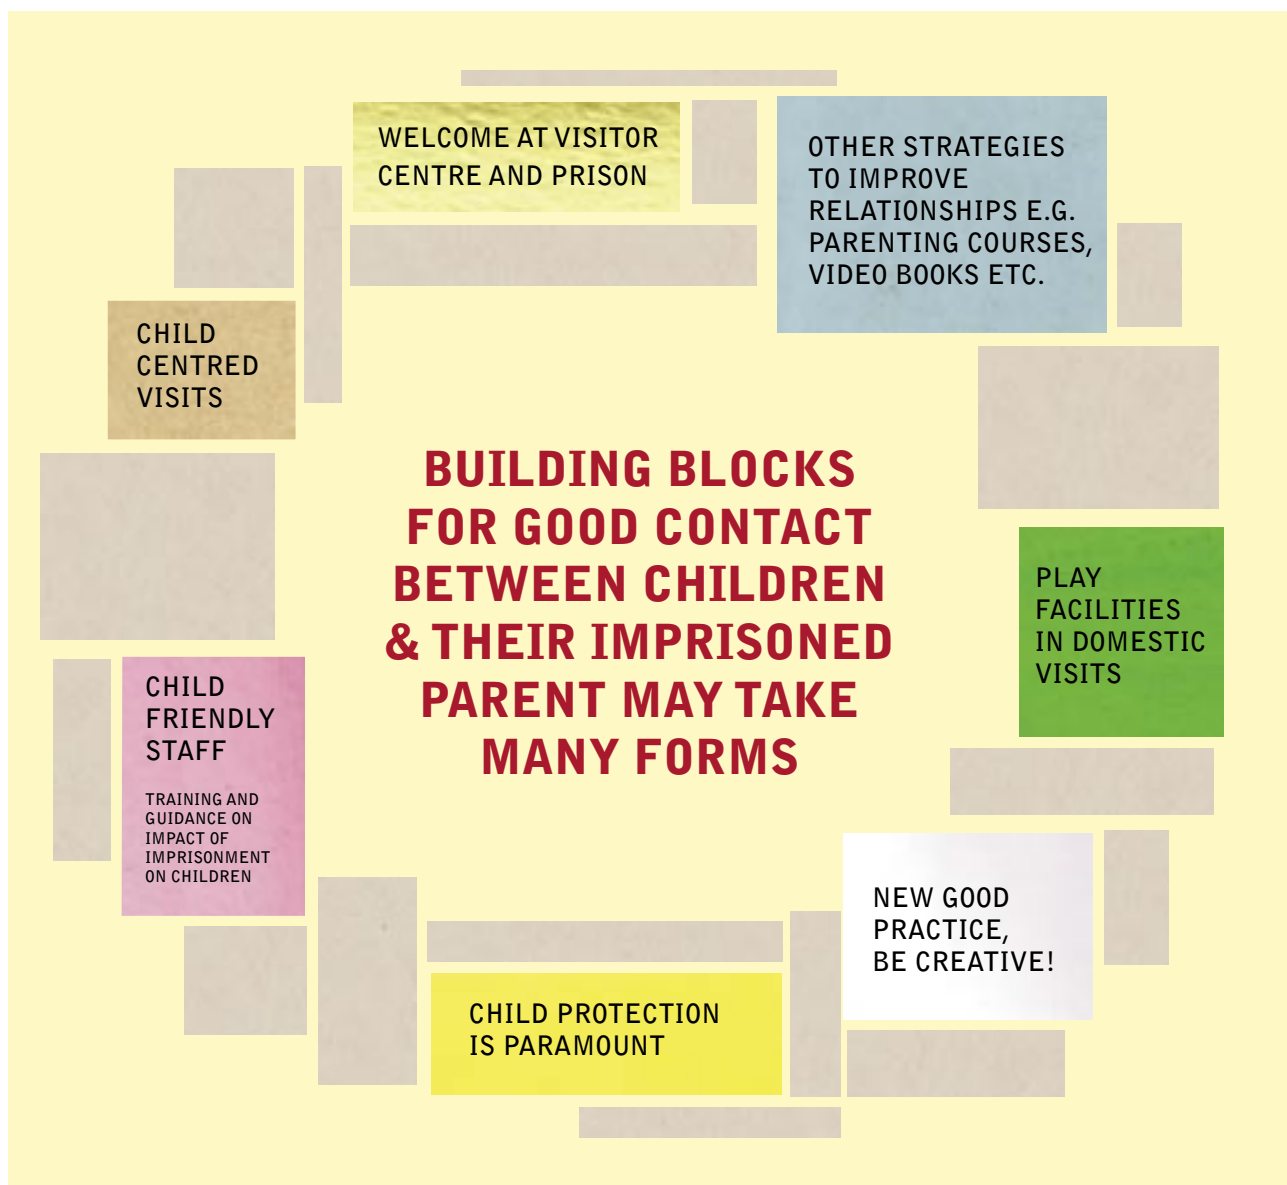 WELCOME AT VISITOR
CENTRE AND PRISON
OTHER STRATEGIES
TO IMPROVE
RELATIONSHIPS E.G.
PARENTING COURSES,
VIDEO BOOKS ETC.
CHILD
CENTRED
VISITS
BUILDING BLOCKS
FOR GOOD CONTACT
BETWEEN CHILDREN
& THEIR IMPRISONED
PARENT MAY TAKE
MANY FORMS
PLAY
FACILITIES
IN DOMESTIC
VISITS
CHILD
FRIENDLY
STAFF
TRAINING AND
GUIDANCE ON
IMPACT OF
IMPRISONMENT
ON CHILDREN
NEW GOOD
PRACTICE,
BE CREATIVE!
CHILD PROTECTION
IS PARAMOUNT